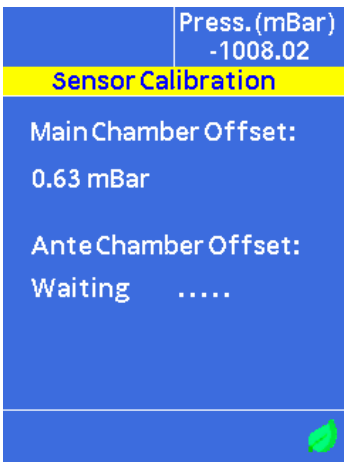 Press.(mBar)
-1008.02
Sensor Calibration
Main Chamber Offset:
0.63 mBar
Ante Chamber Offset:
Waiting .....